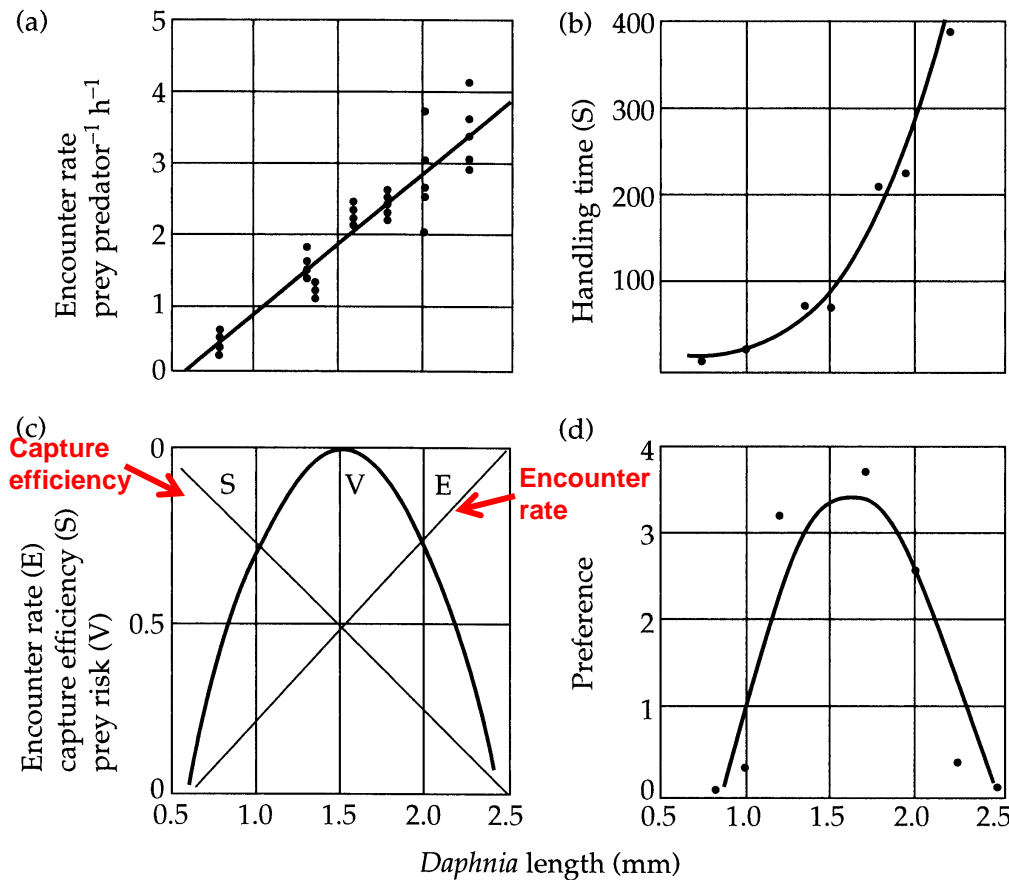 (a)
5
4
3
2
1
0
Encounter rate
prey predator⁻¹ h⁻¹
(b)
400
300
200
100
Handling time (S)
(c)
Capture
efficiency
S
V
E
Encounter
rate
0
0.5
0
Encounter rate (E)
capture efficiency (S)
prey risk (V)
0.5
1.0
1.5
2.0
2.5
(d)
4
3
2
1
0
Preference
0.5
1.0
1.5
2.0
2.5
Daphnia length (mm)